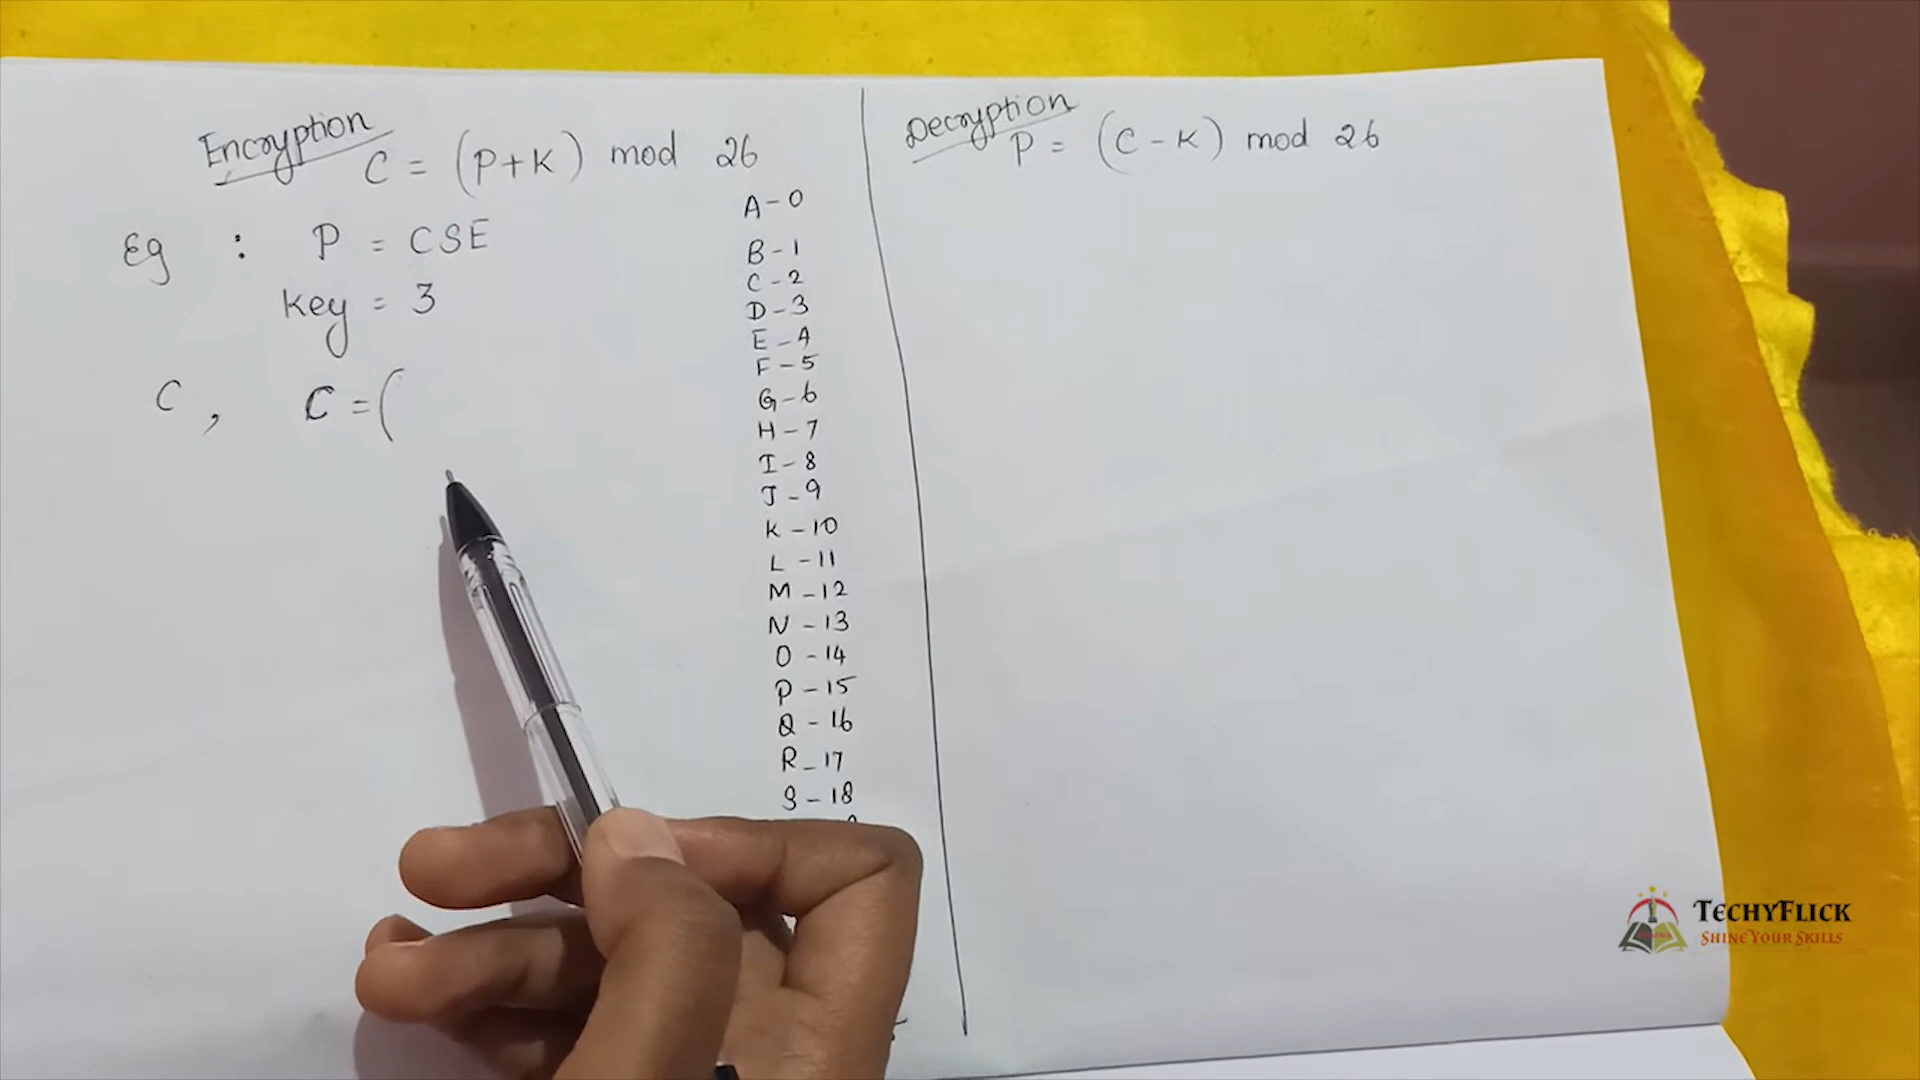 Encryption
C = (P+K) mod 26
Eg : P = CSE
Key = 3
C, C = (
A-0
B-1
C-2
D-3
E-4
F-5
G-6
H-7
I-8
J-9
K-10
L-11
M-12
N-13
O-14
P-15
Q-16
R-17
S-18
Decryption
P = (C-K) mod 26
TECHYFLICK
SHINE YOUR SKILLS